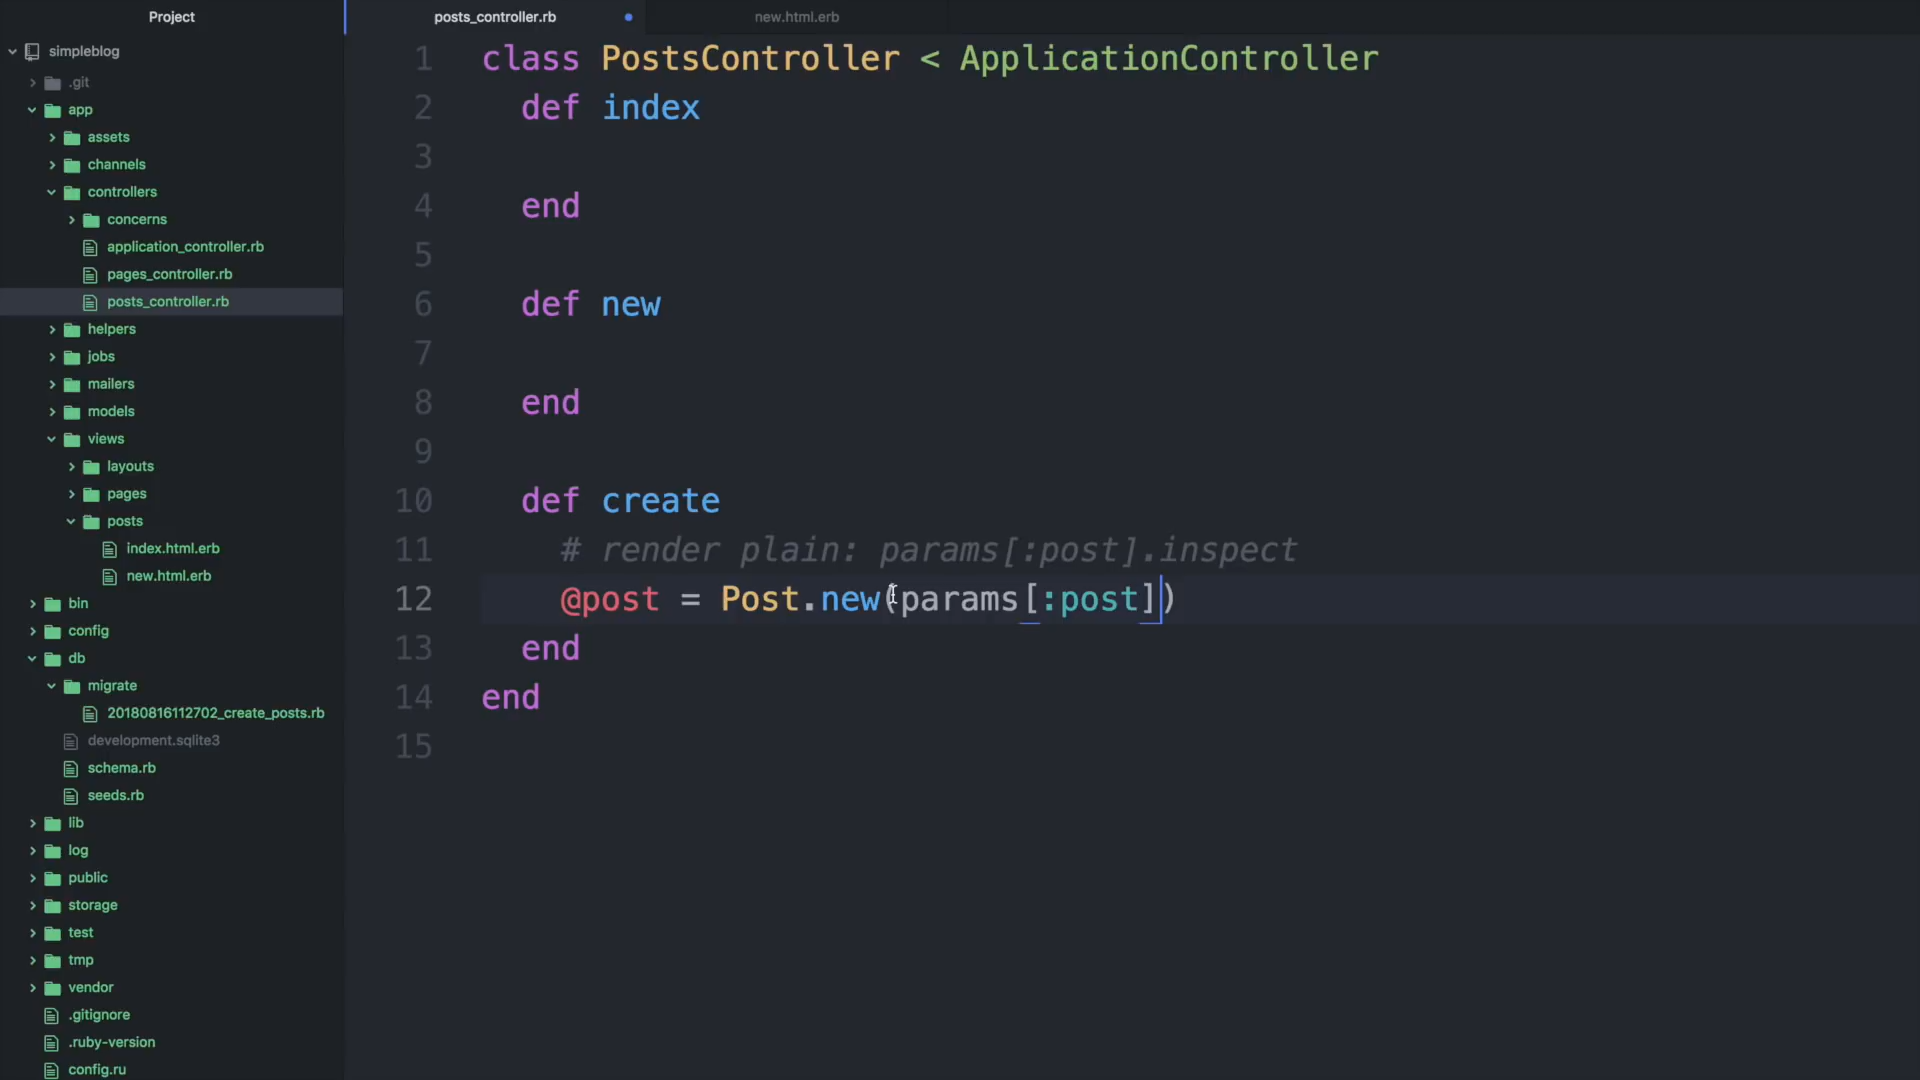 Project
simpleblog
.git
app
assets
channels
controllers
concerns
application_controller.rb
pages_controller.rb
posts_controller.rb
helpers
jobs
mailers
models
views
layouts
pages
posts
index.html.erb
new.html.erb
bin
config
db
migrate
20180816112702_create_posts.rb
development.sqlite3
schema.rb
seeds.rb
lib
log
public
storage
test
tmp
vendor
.gitignore
.ruby-version
config.ru
posts_controller.rb
new.html.erb
1 class PostsController < ApplicationController
2 def index
3
4 end
5
6 def new
7
8 end
9
10 def create
11 # render plain: params[:post].inspect
12 @post = Post.new(params[:post])
13 end
14 end
15